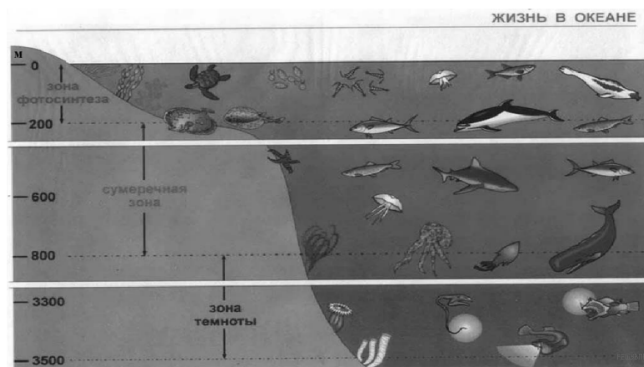 ЖИЗНЬ В ОКЕАНЕ
М
0
зона
фотосинтеза
200
сумеречная
зона
600
800
3300
зона
темноты
3500